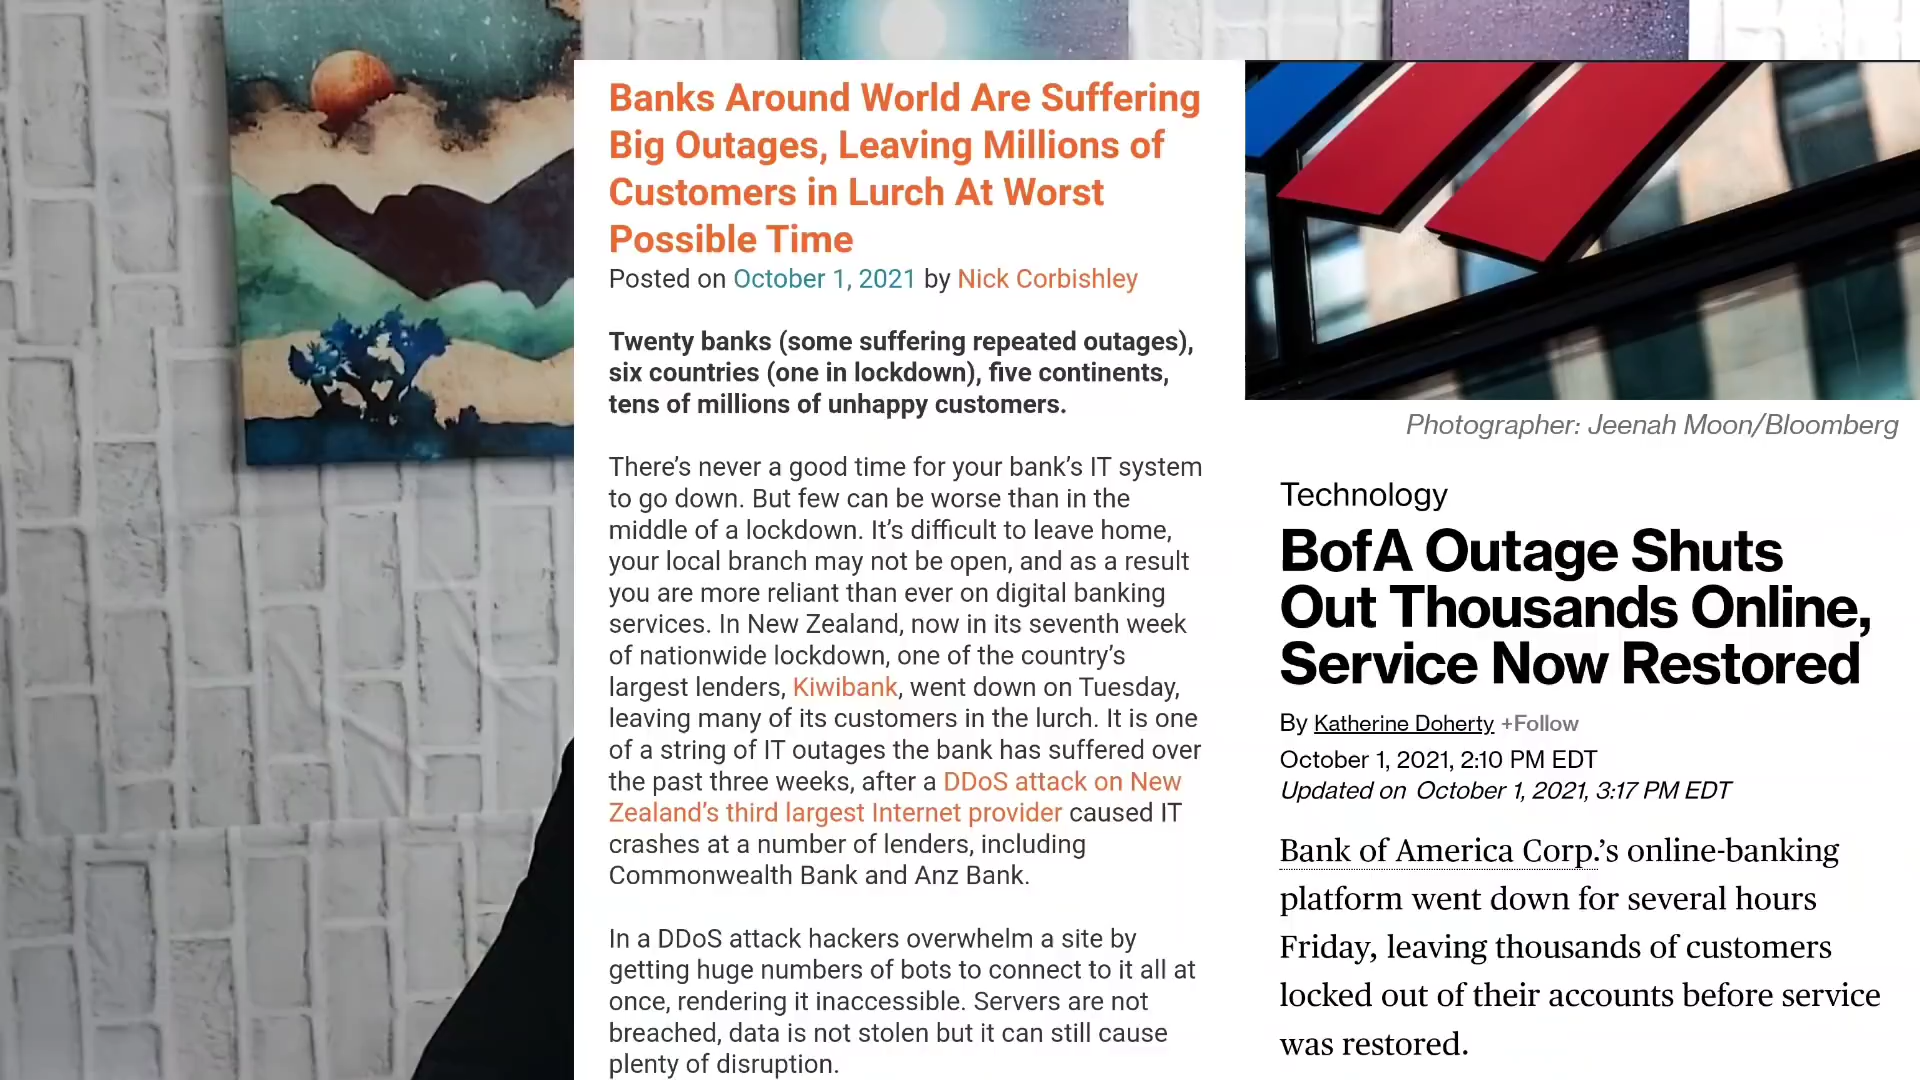 Banks Around World Are Suffering
Big Outages, Leaving Millions of
Customers in Lurch At Worst
Possible Time
Posted on October 1, 2021 by Nick Corbishley
Twenty banks (some suffering repeated outages),
six countries (one in lockdown), five continents,
tens of millions of unhappy customers.
There’s never a good time for your bank’s IT system
to go down. But few can be worse than in the
middle of a lockdown. It’s difficult to leave home,
your local branch may not be open, and as a result
you are more reliant than ever on digital banking
services. In New Zealand, now in its seventh week
of nationwide lockdown, one of the country’s
largest lenders, Kiwibank, went down on Tuesday,
leaving many of its customers in the lurch. It is one
of a string of IT outages the bank has suffered over
the past three weeks, after a DDoS attack on New
Zealand’s third largest Internet provider caused IT
crashes at a number of lenders, including
Commonwealth Bank and Anz Bank.
In a DDoS attack hackers overwhelm a site by
getting huge numbers of bots to connect to it all at
once, rendering it inaccessible. Servers are not
breached, data is not stolen but it can still cause
plenty of disruption.
Photographer: Jeenah Moon/Bloomberg
Technology
BofA Outage Shuts
Out Thousands Online,
Service Now Restored
By Katherine Doherty +Follow
October 1, 2021, 2:10 PM EDT
Updated on October 1, 2021, 3:17 PM EDT
Bank of America Corp.’s online-banking
platform went down for several hours
Friday, leaving thousands of customers
locked out of their accounts before service
was restored.